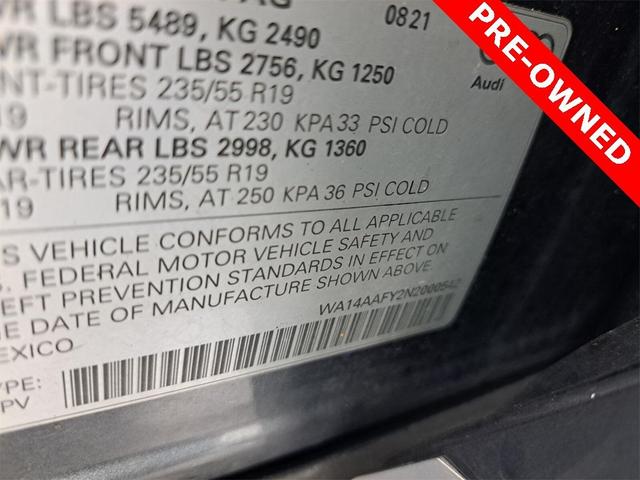 AG
WR LBS 5489, KG 2490
0821
WR FRONT LBS 2756, KG 1250
NT-TIRES 235/55 R19
19 RIMS, AT 230 KPA 33 PSI COLD
WR REAR LBS 2998, KG 1360
AR-TIRES 235/55 R19
19 RIMS, AT 250 KPA 36 PSI COLD
Audi
PRE-OWNED
S VEHICLE CONFORMS TO ALL APPLICABLE
S. FEDERAL MOTOR VEHICLE SAFETY AND
EFT PREVENTION STANDARDS IN EFFECT ON
E DATE OF MANUFACTURE SHOWN ABOVE.
WA14AAFY2N2000542
EXICO
YPE:
PV